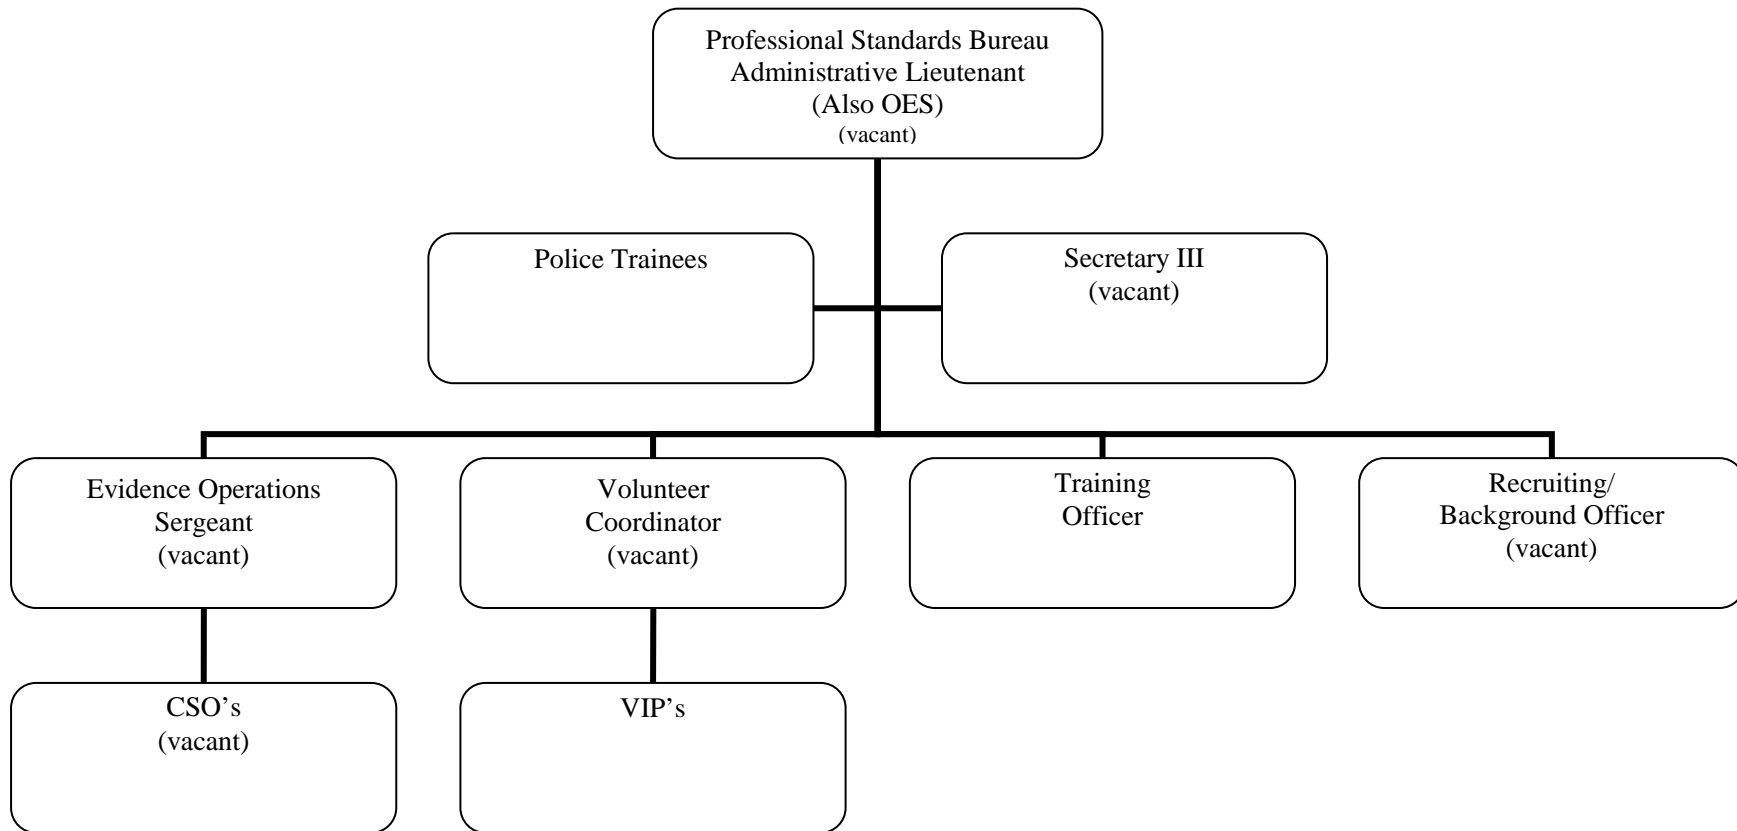 Professional Standards Bureau
Administrative Lieutenant
(Also OES)
(vacant)
Police Trainees
Secretary III
(vacant)
Evidence Operations
Sergeant
(vacant)
Volunteer
Coordinator
(vacant)
Training
Officer
Recruiting/
Background Officer
(vacant)
CSO’s
(vacant)
VIP’s